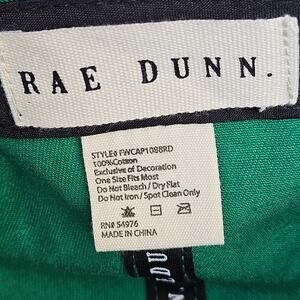 RAE DUNN.
STYLE# FWCAP1088RD
100%Cotton
Exclusive of Decoration
One Size Fits Most
Do Not Bleach / Dry Flat
Do Not Iron / Spot Clean Only
RN# 54976
MADE IN CHINA
DU